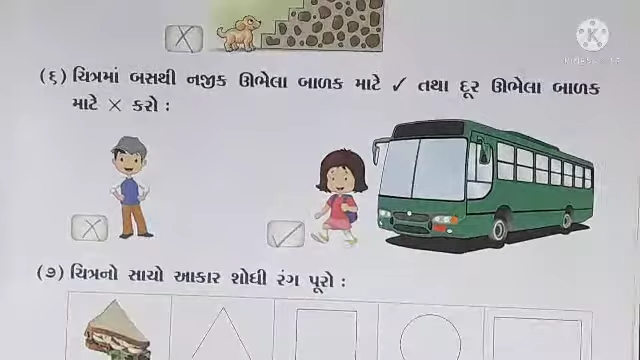 (૬) ચિત્રમાં બસથી નજીક ઊભેલા બાળક માટે ✓ તથા દૂર ઊભેલા બાળક
માટે ✕ કરો :
(૭) ચિત્રનો સાચો આકાર શોધી રંગ પૂરો :